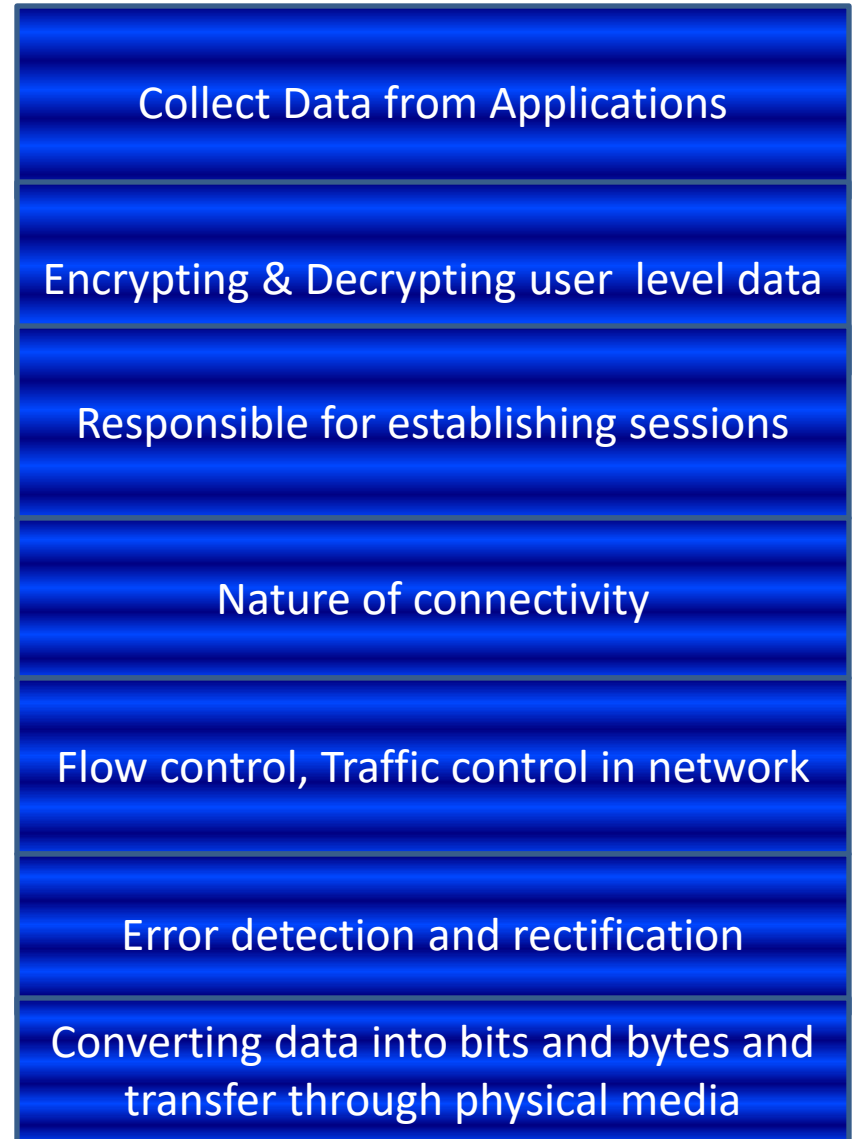 Collect Data from Applications
Encrypting & Decrypting user  level data
Responsible for establishing sessions
Nature of connectivity
Flow control, Traffic control in network
Error detection and rectification
Converting data into bits and bytes and
transfer through physical media